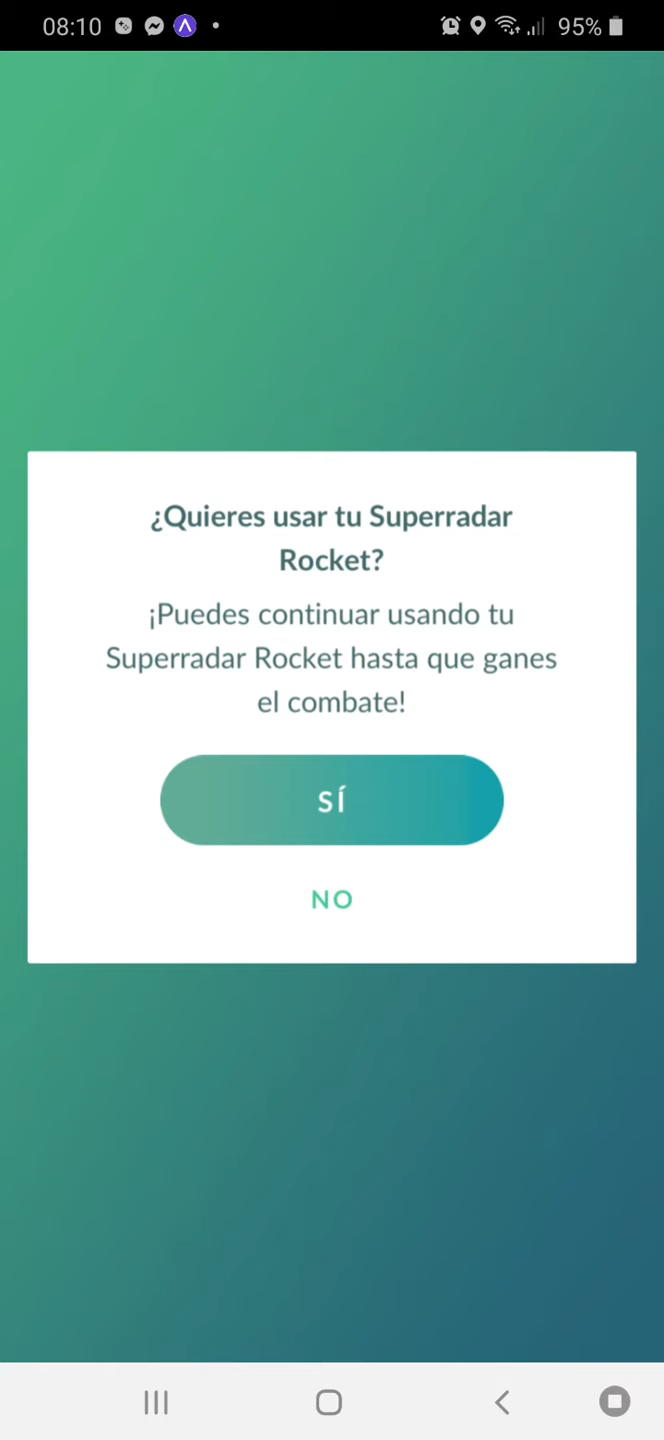 08:10
95%
¿Quieres usar tu Superradar
Rocket?
¡Puedes continuar usando tu
Superradar Rocket hasta que ganes
el combate!
SÍ
NO